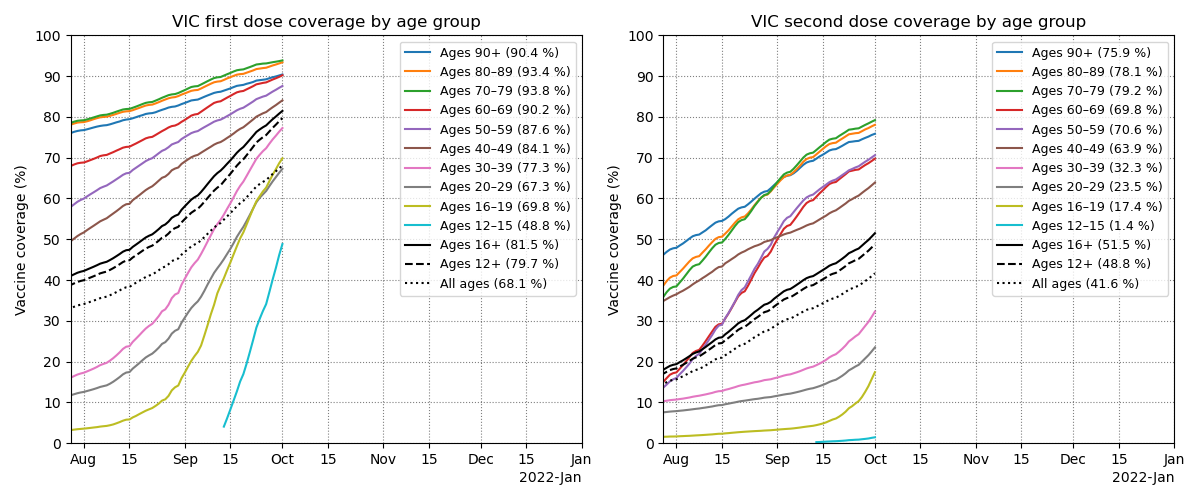 VIC first dose coverage by age group
Vaccine coverage (%)
100
90
80
70
60
50
40
30
20
10
0
Ages 90+ (90.4 %)
Ages 80–89 (93.4 %)
Ages 70–79 (93.8 %)
Ages 60–69 (90.2 %)
Ages 50–59 (87.6 %)
Ages 40–49 (84.1 %)
Ages 30–39 (77.3 %)
Ages 20–29 (67.3 %)
Ages 16–19 (69.8 %)
Ages 12–15 (48.8 %)
Ages 16+ (81.5 %)
Ages 12+ (79.7 %)
All ages (68.1 %)
Aug 15 Sep 15 Oct 15 Nov 15 Dec 15 Jan
2022-Jan
VIC second dose coverage by age group
Vaccine coverage (%)
100
90
80
70
60
50
40
30
20
10
0
Ages 90+ (75.9 %)
Ages 80–89 (78.1 %)
Ages 70–79 (79.2 %)
Ages 60–69 (69.8 %)
Ages 50–59 (70.6 %)
Ages 40–49 (63.9 %)
Ages 30–39 (32.3 %)
Ages 20–29 (23.5 %)
Ages 16–19 (17.4 %)
Ages 12–15 (1.4 %)
Ages 16+ (51.5 %)
Ages 12+ (48.8 %)
All ages (41.6 %)
Aug 15 Sep 15 Oct 15 Nov 15 Dec 15 Jan
2022-Jan